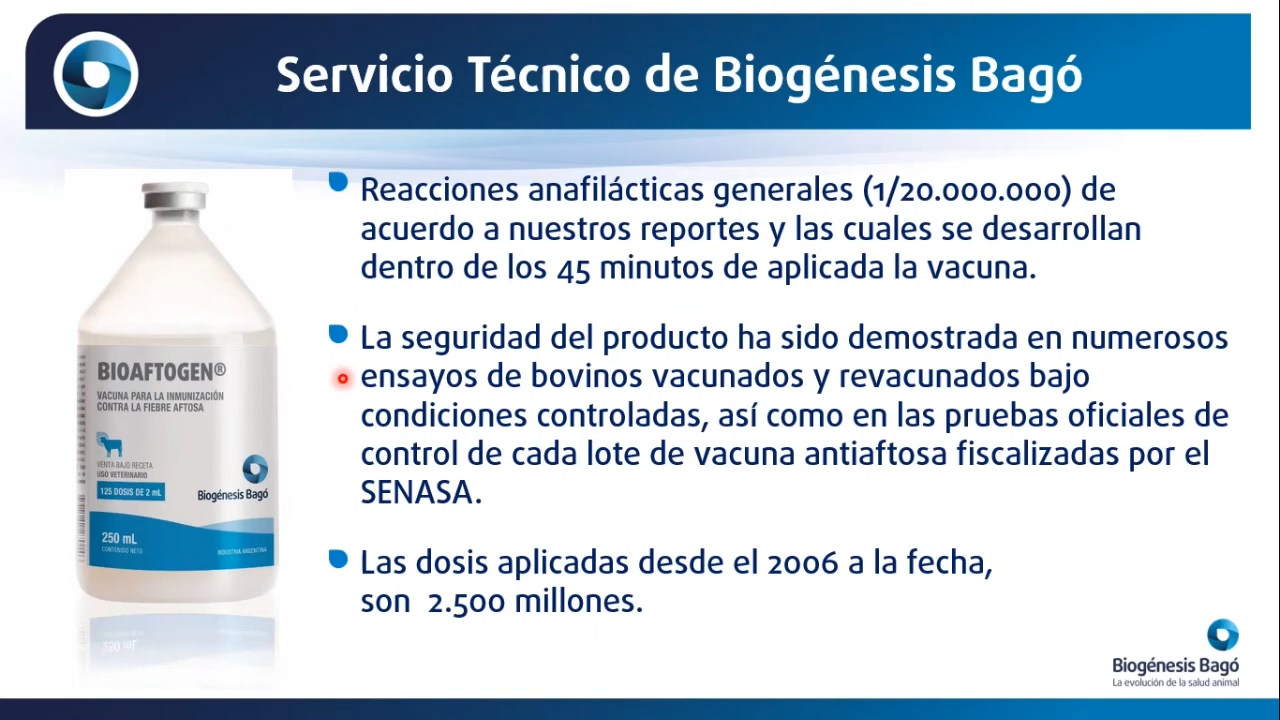 Servicio Técnico de Biogénesis Bagó
Reacciones anafilácticas generales (1/20.000.000) de
acuerdo a nuestros reportes y las cuales se desarrollan
dentro de los 45 minutos de aplicada la vacuna.
La seguridad del producto ha sido demostrada en numerosos
ensayos de bovinos vacunados y revacunados bajo
condiciones controladas, así como en las pruebas oficiales de
control de cada lote de vacuna antiaftosa fiscalizadas por el
SENASA.
Las dosis aplicadas desde el 2006 a la fecha,
son 2.500 millones.
BIOAFTOGEN®
VACUNA PARA LA INMUNIZACIÓN
CONTRA LA FIEBRE AFTOSA
VENTA BAJO RECETA
USO VETERINARIO
125 DOSIS DE 2 mL
Biogénesis Bagó
250 mL
CONTENIDO NETO
INDUSTRIA ARGENTINA
Biogénesis Bagó
La evolución de la salud animal